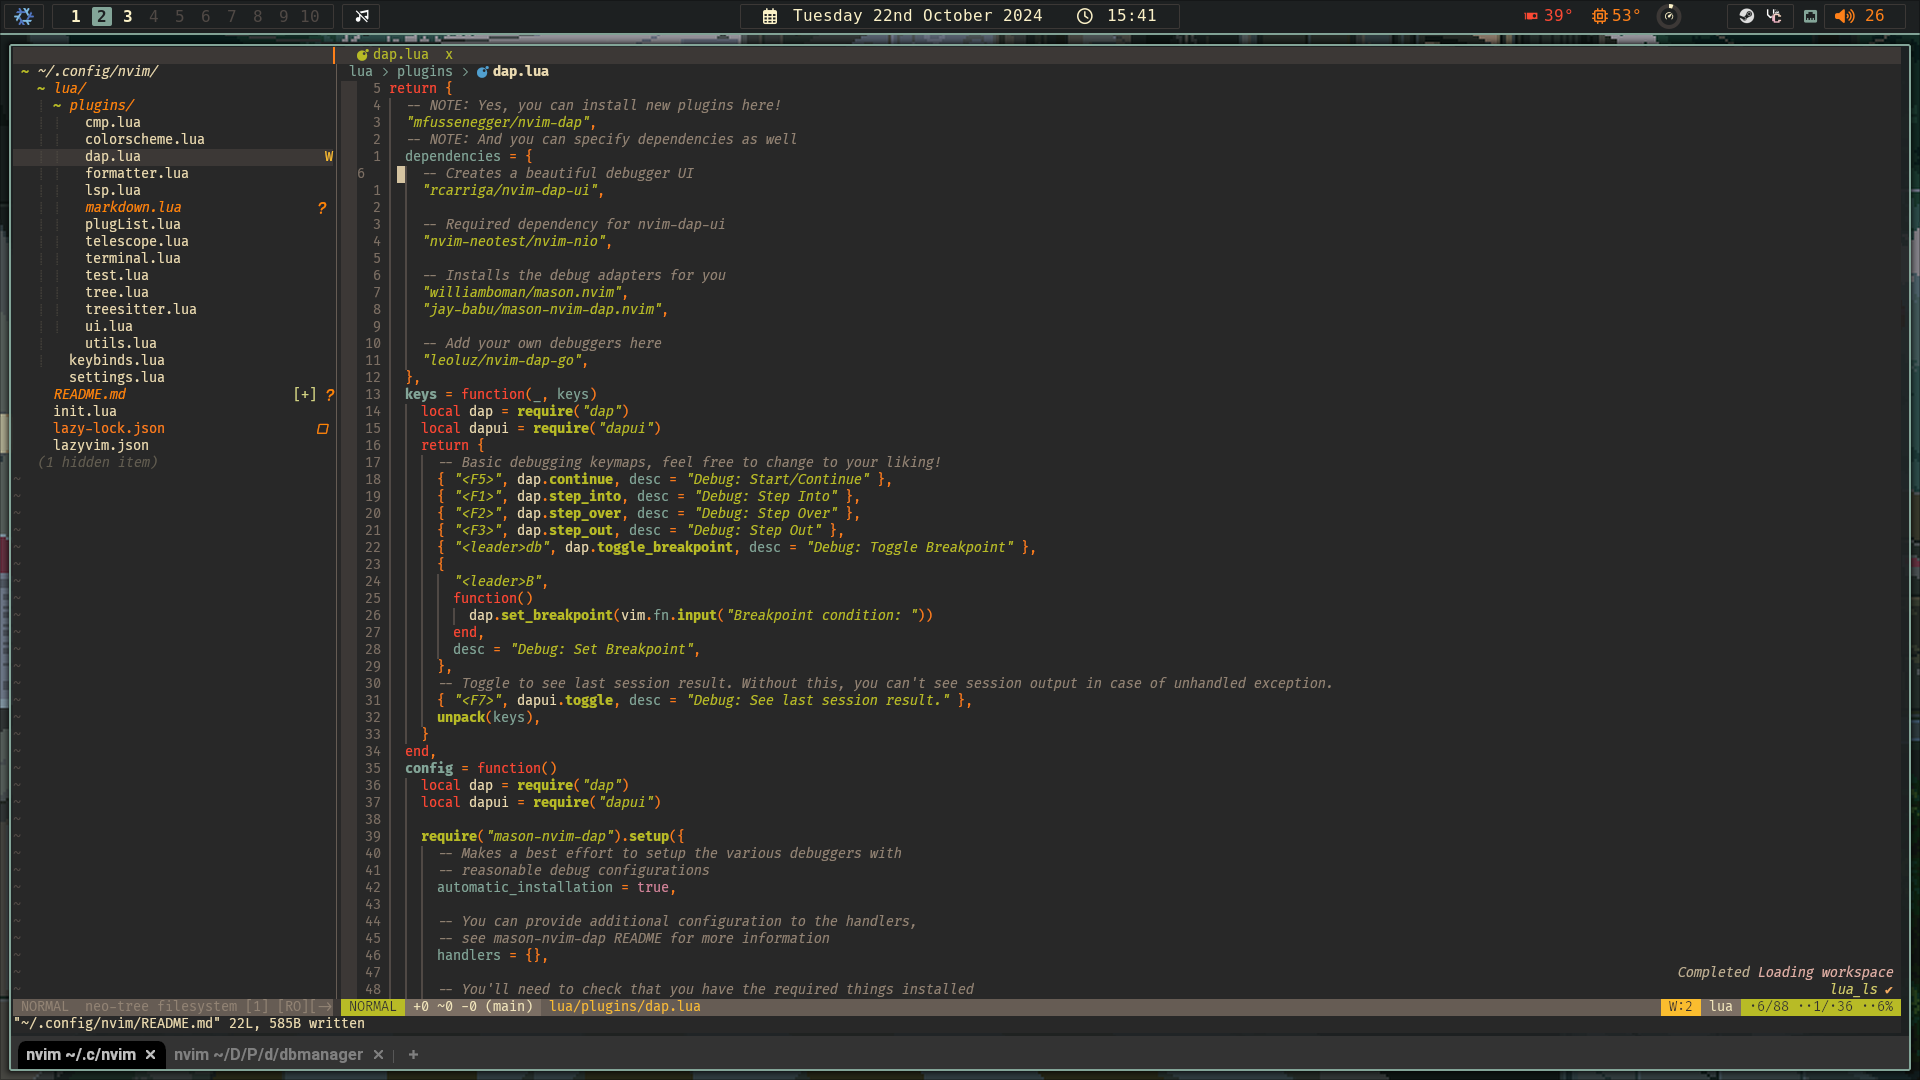 1 2 3 4 5 6 7 8 9 10
Tuesday 22nd October 2024 15:41
39° 53° 26
dap.lua x
~ ~/.config/nvim/
~ lua/
~ plugins/
cmp.lua
colorscheme.lua
dap.lua W
formatter.lua
lsp.lua
markdown.lua ?
plugList.lua
telescope.lua
terminal.lua
test.lua
tree.lua
treesitter.lua
ui.lua
utils.lua
keybinds.lua
settings.lua
README.md [+] ?
init.lua
lazy-lock.json
lazyvim.json
(1 hidden item)
lua > plugins > dap.lua
5 return {
4 -- NOTE: Yes, you can install new plugins here!
3 "mfussenegger/nvim-dap",
2 -- NOTE: And you can specify dependencies as well
1 dependencies = {
6 -- Creates a beautiful debugger UI
1 "rcarriga/nvim-dap-ui",
2
3 -- Required dependency for nvim-dap-ui
4 "nvim-neotest/nvim-nio",
5
6 -- Installs the debug adapters for you
7 "williamboman/mason.nvim",
8 "jay-babu/mason-nvim-dap.nvim",
9
10 -- Add your own debuggers here
11 "leoluz/nvim-dap-go",
12 },
13 keys = function(_, keys)
14 local dap = require("dap")
15 local dapui = require("dapui")
16 return {
17 -- Basic debugging keymaps, feel free to change to your liking!
18 { "<F5>", dap.continue, desc = "Debug: Start/Continue" },
19 { "<F1>", dap.step_into, desc = "Debug: Step Into" },
20 { "<F2>", dap.step_over, desc = "Debug: Step Over" },
21 { "<F3>", dap.step_out, desc = "Debug: Step Out" },
22 { "<leader>db", dap.toggle_breakpoint, desc = "Debug: Toggle Breakpoint" },
23 {
24 "<leader>B",
25 function()
26 dap.set_breakpoint(vim.fn.input("Breakpoint condition: "))
27 end,
28 desc = "Debug: Set Breakpoint",
29 },
30 -- Toggle to see last session result. Without this, you can't see session output in case of unhandled exception.
31 { "<F7>", dapui.toggle, desc = "Debug: See last session result." },
32 unpack(keys),
33 }
34 end,
35 config = function()
36 local dap = require("dap")
37 local dapui = require("dapui")
38
39 require("mason-nvim-dap").setup({
40 -- Makes a best effort to setup the various debuggers with
41 -- reasonable debug configurations
42 automatic_installation = true,
43
44 -- You can provide additional configuration to the handlers,
45 -- see mason-nvim-dap README for more information
46 handlers = {},
47
48 -- You'll need to check that you have the required things installed
Completed Loading workspace
lua_ls ✔
NORMAL neo-tree filesystem [1] [RO][→
NORMAL +0 ~0 -0 (main) lua/plugins/dap.lua W:2 lua ·6/88 ··1/·36 ··6%
"~/.config/nvim/README.md" 22L, 585B written
nvim ~/.c/nvim × nvim ~/D/P/d/dbmanager × +